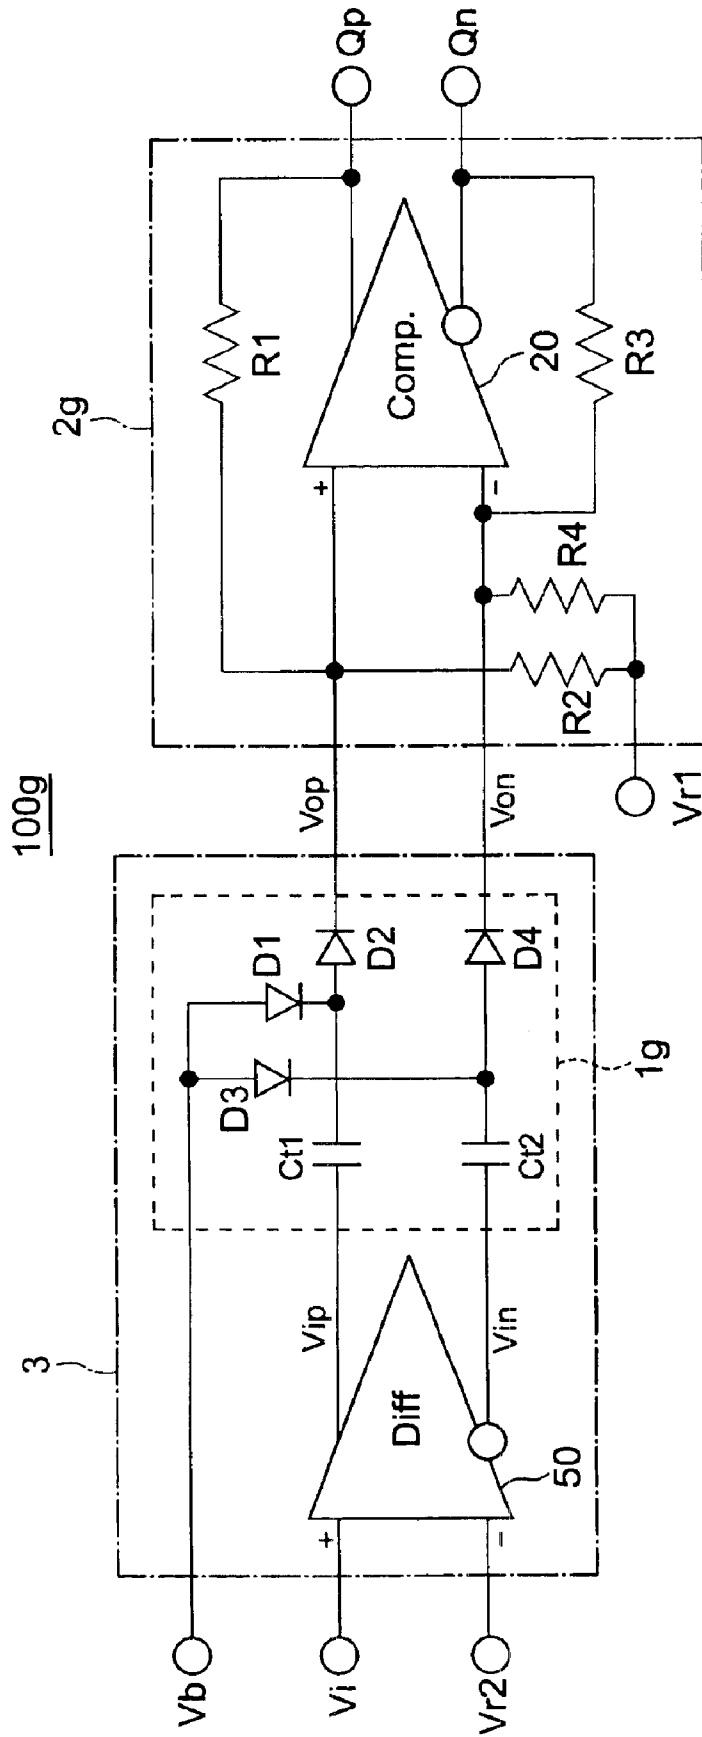 100g
3
2g
Vb
Vi
Vr2
+
−
Diff
50
Vip
Vin
Ct1
Ct2
D3
D1
D2
D4
1g
Vop
Von
Vr1
R2
R4
R1
+
−
Comp.
20
R3
Qp
Qn